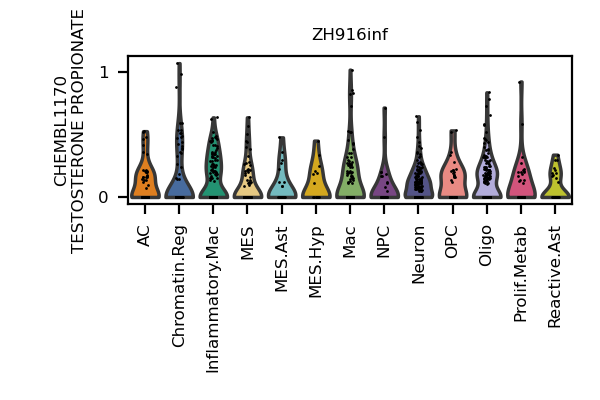 ZH916inf
CHEMBL1170
TESTOSTERONE PROPIONATE
1
0
AC
Chromatin.Reg
Inflammatory.Mac
MES
MES.Ast
MES.Hyp
Mac
NPC
Neuron
OPC
Oligo
Prolif.Metab
Reactive.Ast